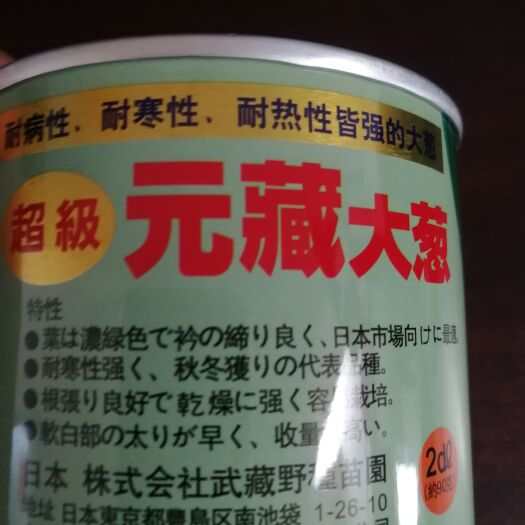 耐病性、耐寒性、耐热性皆强的大葱
超級 元藏大葱
特性
●葉は濃緑色で衿の締り良く、日本市場向けに最適
●耐寒性强く、秋冬獲りの代表品種。
●根張り良好で乾燥に强く容 栽培。
●軟白部の太りが早く、收量 高い。
日本 株式会社武藏野種苗園
2dℓ
地址 日本東京都豊島区南池袋 1-26-10